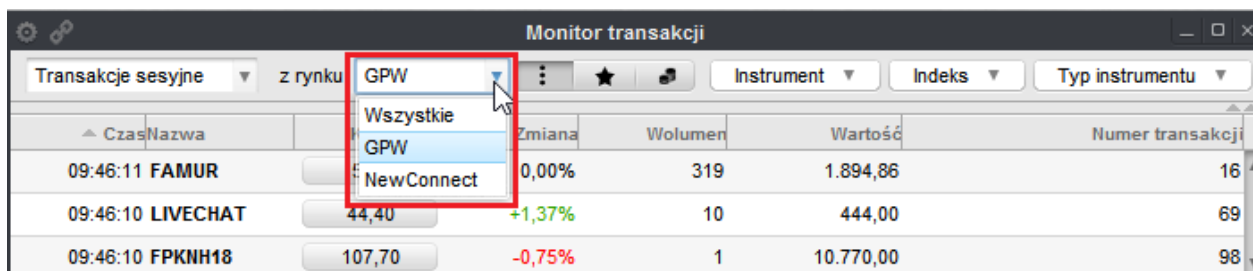 Monitor transakcji
Transakcje sesyjne z rynku GPW Instrument Indeks Typ instrumentu
Wszystkie
GPW
NewConnect
Czas Nazwa Zmiana Wolumen Wartość Numer transakcji
09:46:11 FAMUR 0,00% 319 1.894,86 16
09:46:10 LIVECHAT 44,40 +1,37% 10 444,00 69
09:46:10 FPKNH18 107,70 -0,75% 1 10.770,00 98